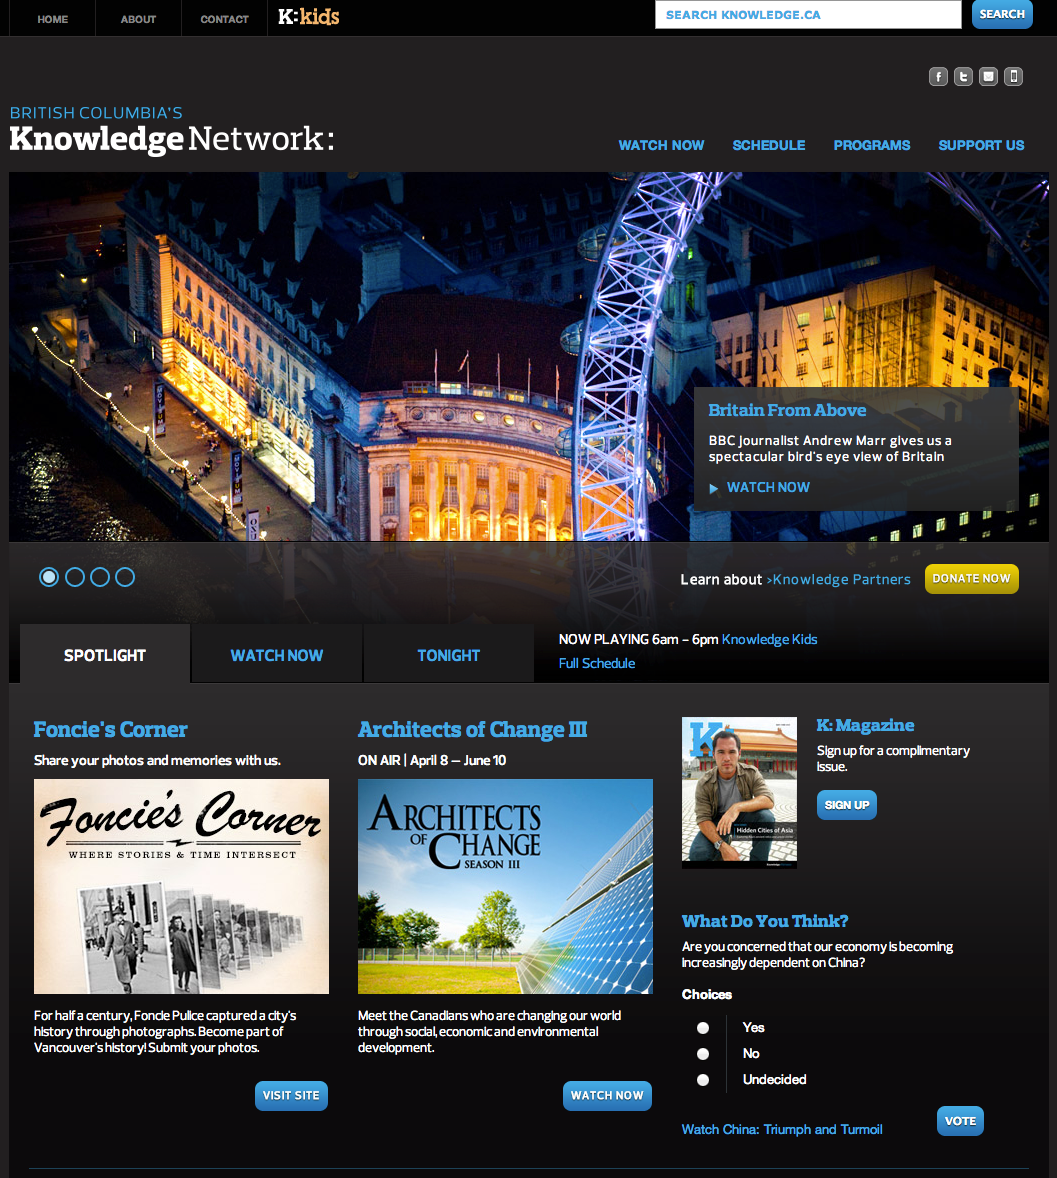 HOME
ABOUT
CONTACT
K:kids
SEARCH KNOWLEDGE.CA
SEARCH
BRITISH COLUMBIA'S
Knowledge Network:
WATCH NOW
SCHEDULE
PROGRAMS
SUPPORT US
Britain From Above
BBC journalist Andrew Marr gives us a
spectacular bird's eye view of Britain
WATCH NOW
Learn about >Knowledge Partners
DONATE NOW
SPOTLIGHT
WATCH NOW
TONIGHT
NOW PLAYING 6am – 6pm Knowledge Kids
Full Schedule
Foncie's Corner
Share your photos and memories with us.
Foncie's Corner
WHERE STORIES & TIME INTERSECT
For half a century, Foncie Pulice captured a city's
history through photographs. Become part of
Vancouver's history! Submit your photos.
VISIT SITE
Architects of Change III
ON AIR | April 8 – June 10
ARCHITECTS
OF CHANGE
SEASON III
Meet the Canadians who are changing our world
through social, economic and environmental
development.
WATCH NOW
K:
Hidden Cities of Asia
K: Magazine
Sign up for a complimentary
issue.
SIGN UP
What Do You Think?
Are you concerned that our economy is becoming
increasingly dependent on China?
Choices
Yes
No
Undecided
Watch China: Triumph and Turmoil
VOTE